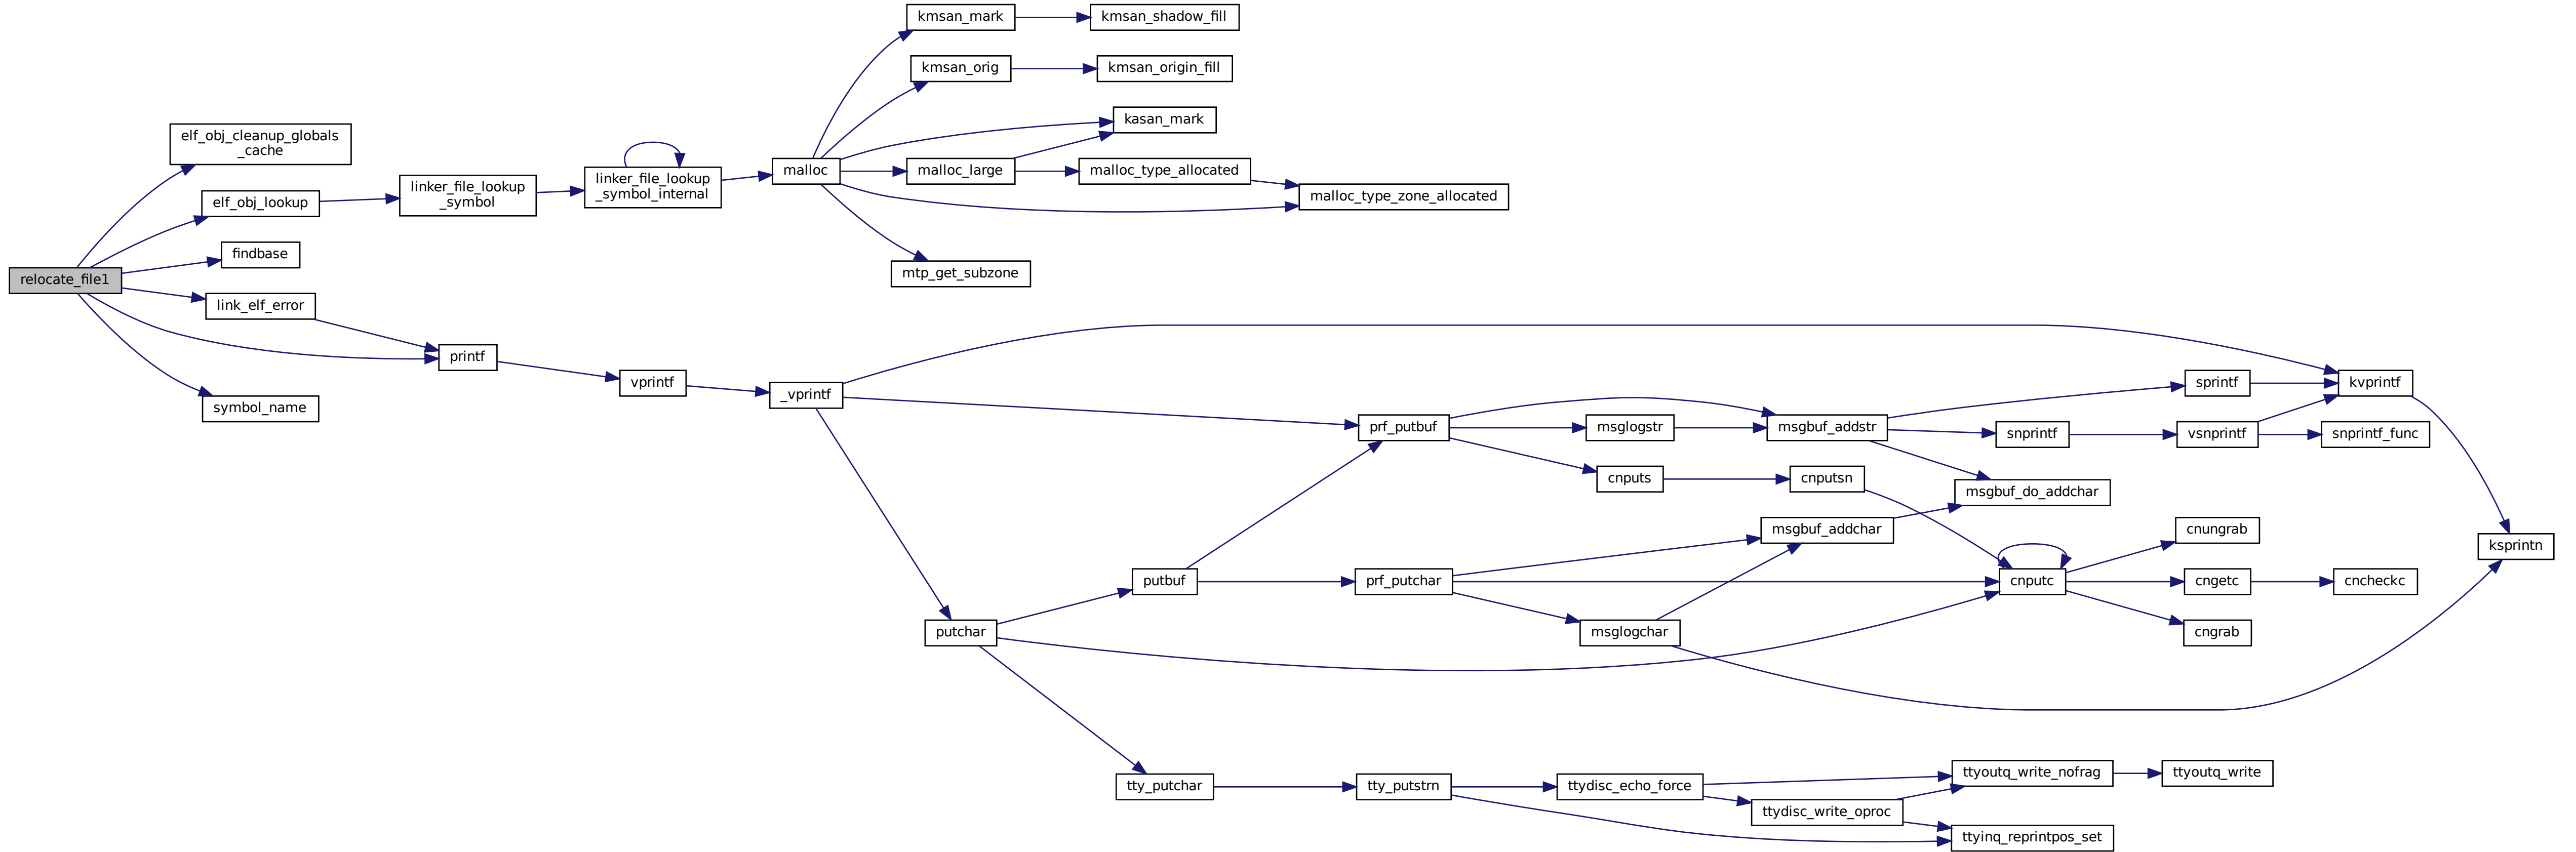 kmsan_mark
kmsan_shadow_fill
kmsan_orig
kmsan_origin_fill
elf_obj_cleanup_globals
_cache
kasan_mark
malloc
malloc_large
malloc_type_allocated
linker_file_lookup
_symbol
linker_file_lookup
_symbol_internal
elf_obj_lookup
malloc_type_zone_allocated
findbase
mtp_get_subzone
relocate_file1
link_elf_error
printf
vprintf
_vprintf
symbol_name
sprintf
kvprintf
prf_putbuf
msglogstr
msgbuf_addstr
snprintf
vsnprintf
snprintf_func
cnputs
cnputsn
msgbuf_do_addchar
msgbuf_addchar
cnungrab
ksprintn
putbuf
prf_putchar
cnputc
cngetc
cncheckc
putchar
msglogchar
cngrab
tty_putchar
tty_putstrn
ttydisc_echo_force
ttyoutq_write_nofrag
ttyoutq_write
ttydisc_write_oproc
ttyinq_reprintpos_set